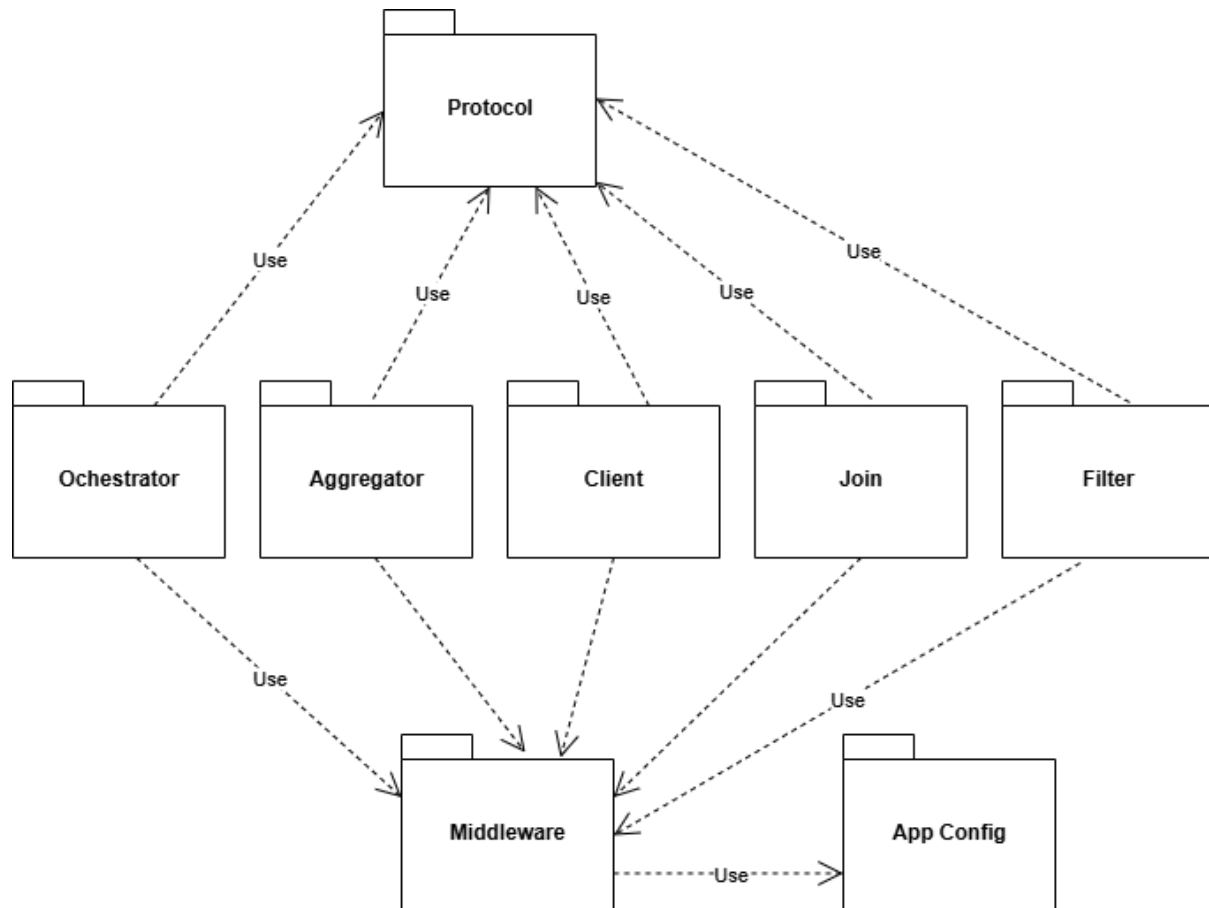 Protocol
Use
Use
Use
Use
Use
Ochestrator
Aggregator
Client
Join
Filter
Use
Use
Middleware
App Config
Use